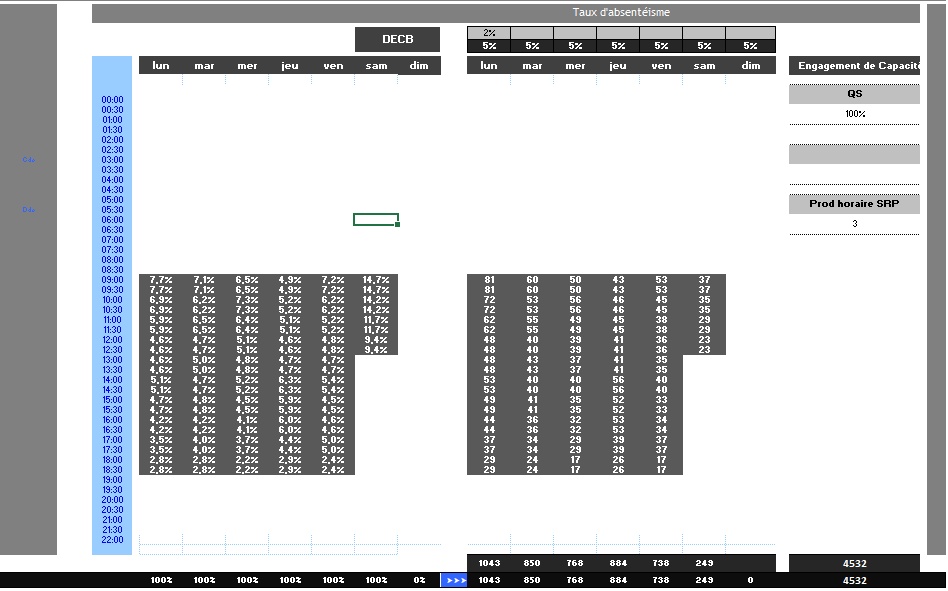 Taux d'absentéisme
DECB 2%
5% 5% 5% 5% 5% 5% 5%
lun mar mer jeu ven sam dim lun mar mer jeu ven sam dim Engagement de Capacité
QS
00:00
00:30 100%
01:00
01:30
02:00
02:30
03:00
03:30
04:00
04:30
05:00 Prod horaire SRP
05:30
06:00 3
06:30
07:00
07:30
08:00
08:30
09:00 7,7% 7,1% 6,5% 4,9% 7,2% 14,7% 81 60 50 43 53 37
09:30 7,7% 7,1% 6,5% 4,9% 7,2% 14,7% 81 60 50 43 53 37
10:00 6,9% 6,2% 7,3% 5,2% 6,2% 14,2% 72 53 56 46 45 35
10:30 6,9% 6,2% 7,3% 5,2% 6,2% 14,2% 72 53 56 46 45 35
11:00 5,9% 6,5% 6,4% 5,1% 5,2% 11,7% 62 55 49 45 38 29
11:30 5,9% 6,5% 6,4% 5,1% 5,2% 11,7% 62 55 49 45 38 29
12:00 4,6% 4,7% 5,1% 4,6% 4,8% 9,4% 48 40 39 41 36 23
12:30 4,6% 4,7% 5,1% 4,6% 4,8% 9,4% 48 40 39 41 36 23
13:00 4,6% 5,0% 4,8% 4,7% 4,7% 48 43 37 41 35
13:30 4,6% 5,0% 4,8% 4,7% 4,7% 48 43 37 41 35
14:00 5,1% 4,7% 5,2% 6,3% 5,4% 53 40 40 56 40
14:30 5,1% 4,7% 5,2% 6,3% 5,4% 53 40 40 56 40
15:00 4,7% 4,8% 4,5% 5,9% 4,5% 49 41 35 52 33
15:30 4,7% 4,8% 4,5% 5,9% 4,5% 49 41 35 52 33
16:00 4,2% 4,2% 4,1% 6,0% 4,6% 44 36 32 53 34
16:30 4,2% 4,2% 4,1% 6,0% 4,6% 44 36 32 53 34
17:00 3,5% 4,0% 3,7% 4,4% 5,0% 37 34 29 39 37
17:30 3,5% 4,0% 3,7% 4,4% 5,0% 37 34 29 39 37
18:00 2,8% 2,8% 2,2% 2,9% 2,4% 29 24 17 26 17
18:30 2,8% 2,8% 2,2% 2,9% 2,4% 29 24 17 26 17
19:00
19:30
20:00
20:30
21:00
21:30
22:00
1043 850 768 884 738 249 4532
100% 100% 100% 100% 100% 100% 0% >>> 1043 850 768 884 738 249 0 4532